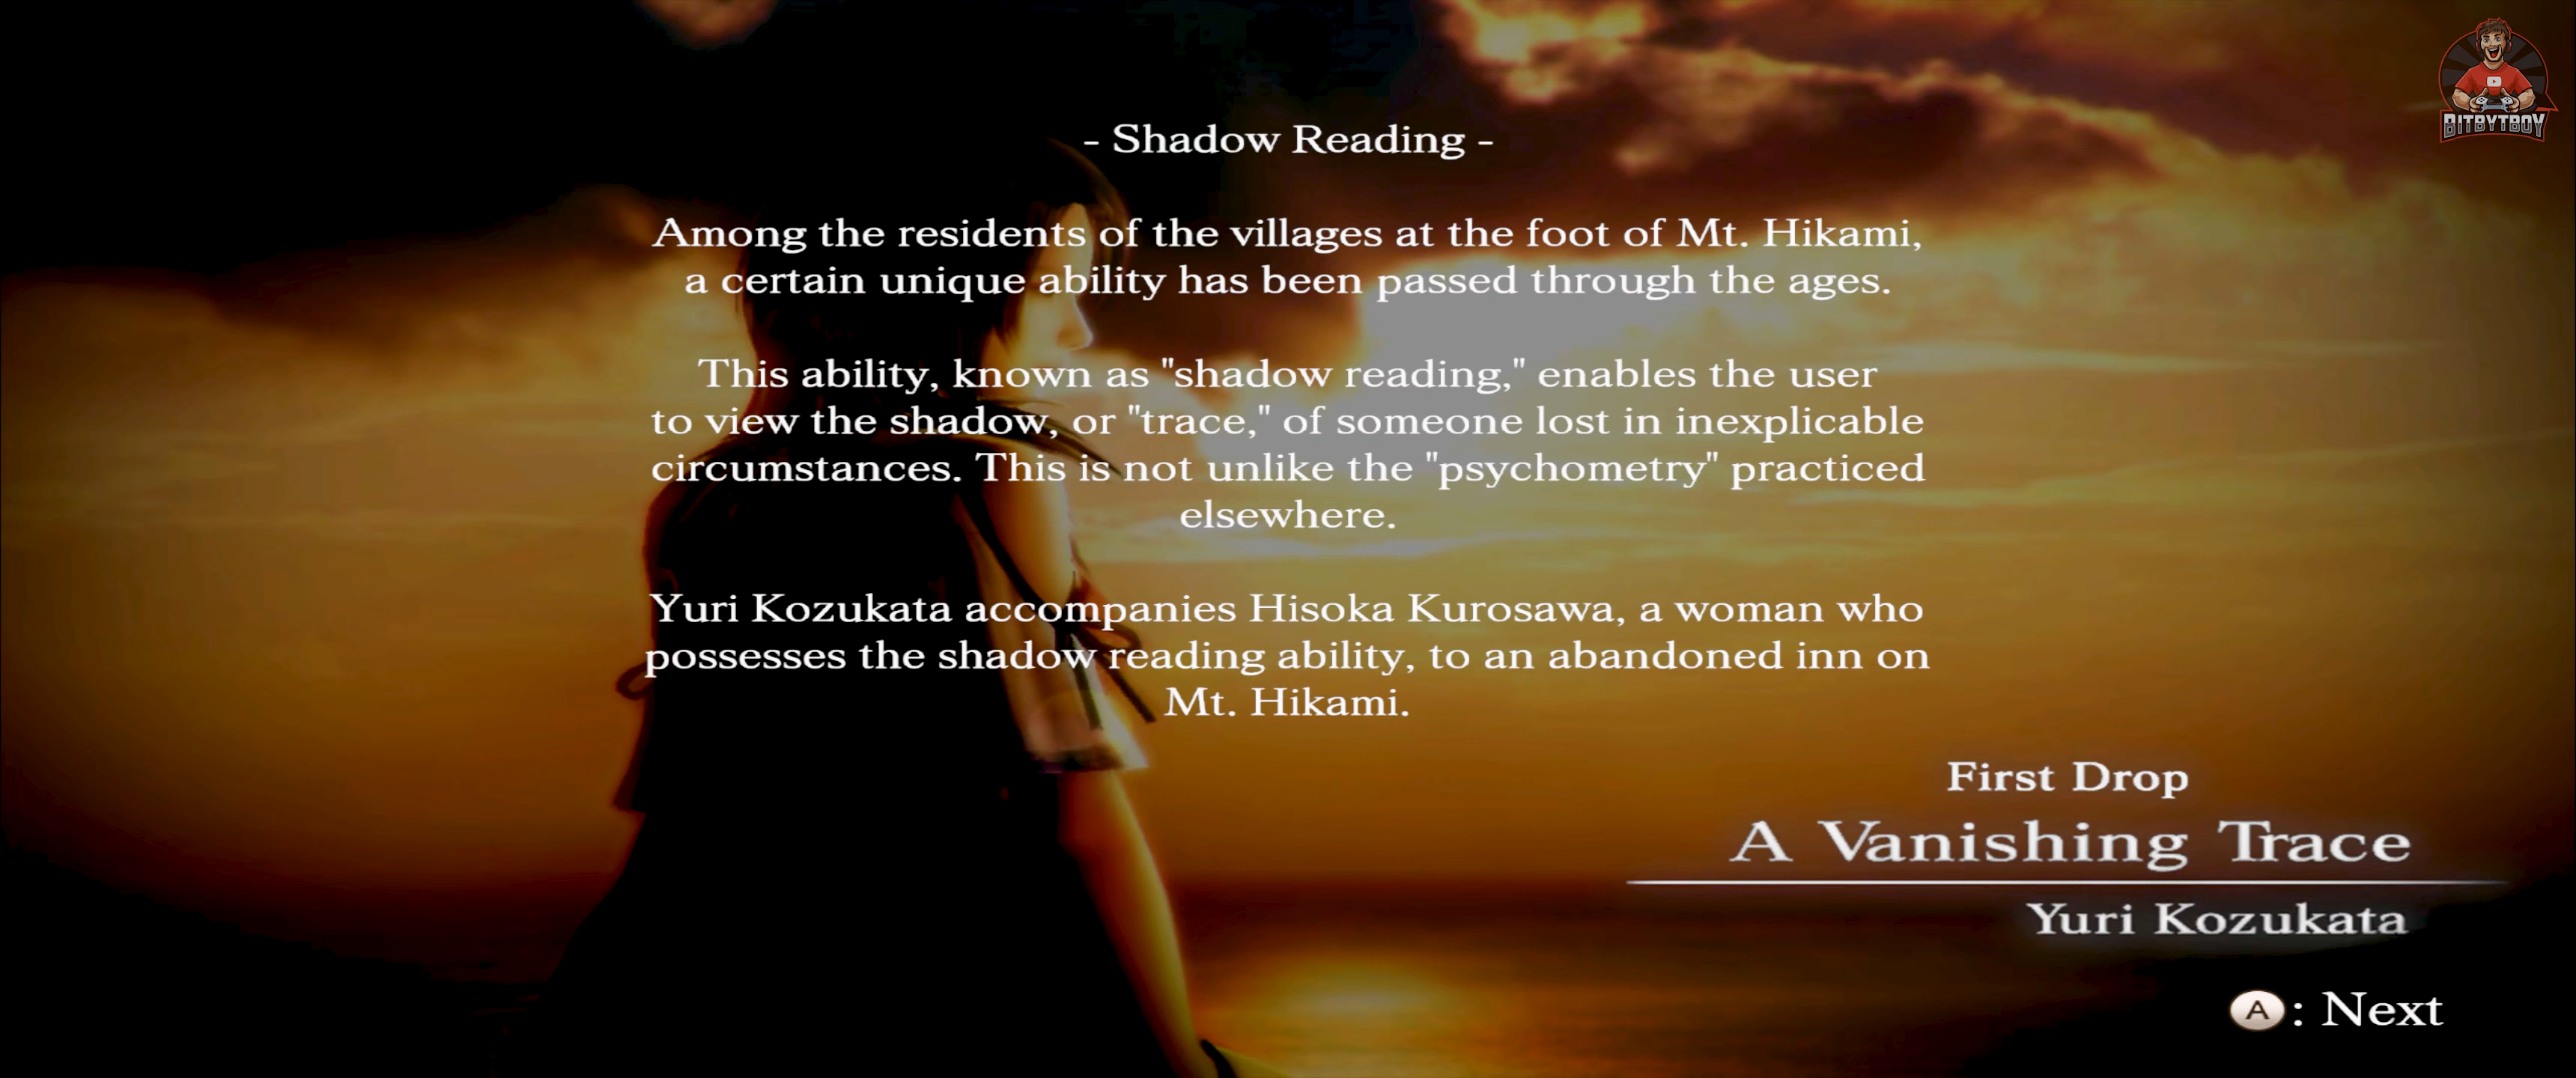 BITBYTBOY
- Shadow Reading -
Among the residents of the villages at the foot of Mt. Hikami,
a certain unique ability has been passed through the ages.
This ability, known as "shadow reading," enables the user
to view the shadow, or "trace," of someone lost in inexplicable
circumstances. This is not unlike the "psychometry" practiced
elsewhere.
Yuri Kozukata accompanies Hisoka Kurosawa, a woman who
possesses the shadow reading ability, to an abandoned inn on
Mt. Hikami.
First Drop
A Vanishing Trace
Yuri Kozukata
A : Next